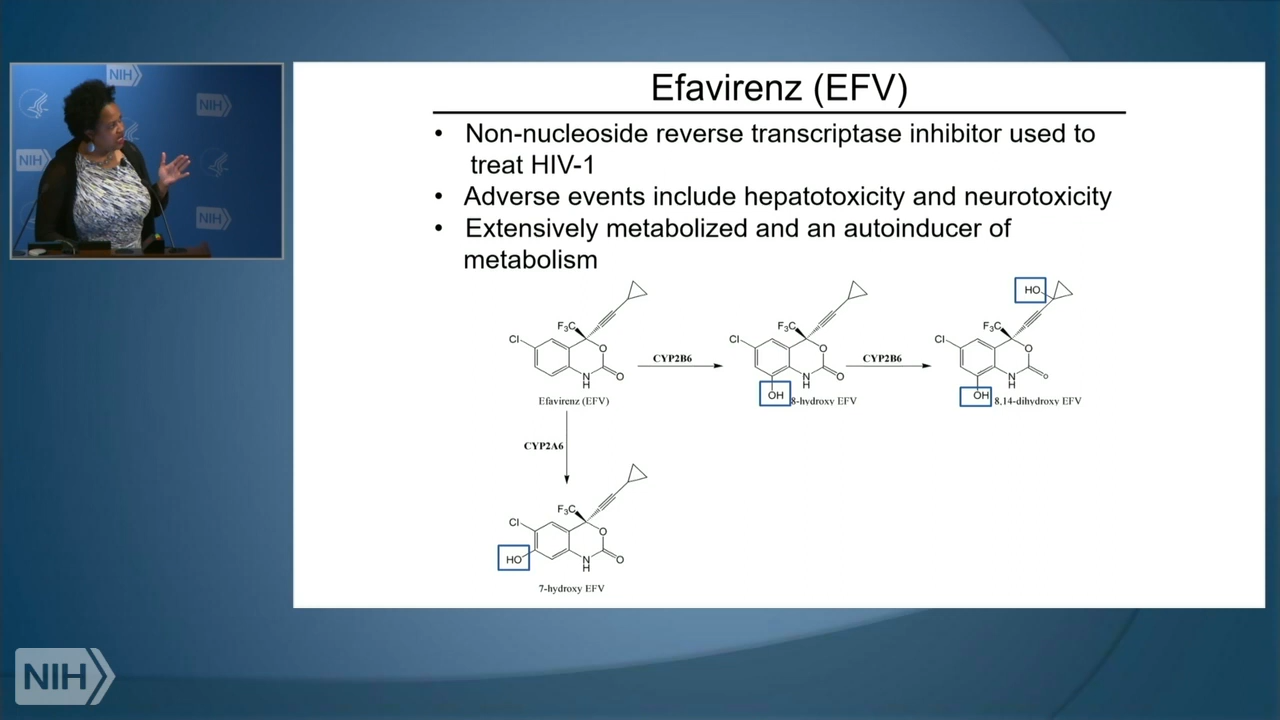 Efavirenz (EFV)
• Non-nucleoside reverse transcriptase inhibitor used to
treat HIV-1
• Adverse events include hepatotoxicity and neurotoxicity
• Extensively metabolized and an autoinducer of
metabolism
NIH
NIH
NIH
NIH
F3C
Cl
O
N
H
O
Efavirenz (EFV)
CYP2B6
F3C
Cl
O
N
H
O
OH
8-hydroxy EFV
CYP2B6
HO
F3C
Cl
O
N
H
O
OH
8,14-dihydroxy EFV
CYP2A6
F3C
Cl
O
HO
N
H
O
7-hydroxy EFV
NIH